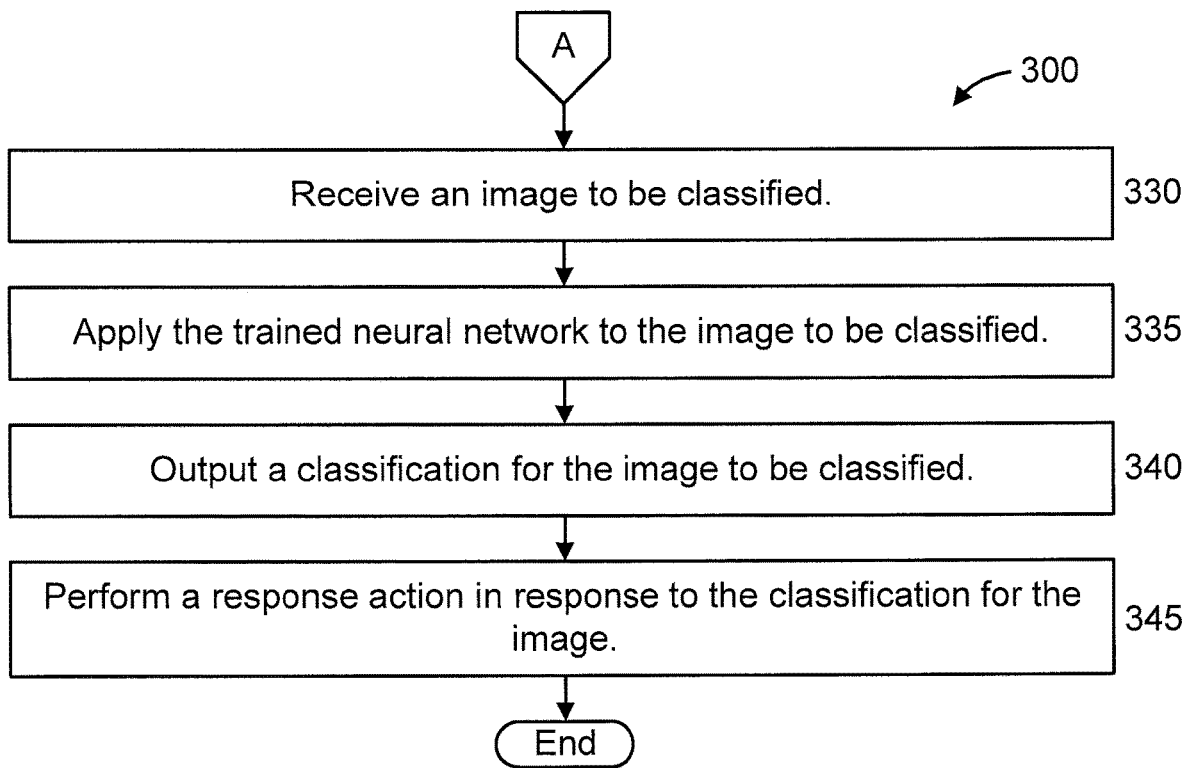 A
300
Receive an image to be classified.
330
Apply the trained neural network to the image to be classified.
335
Output a classification for the image to be classified.
340
Perform a response action in response to the classification for the
image.
345
End